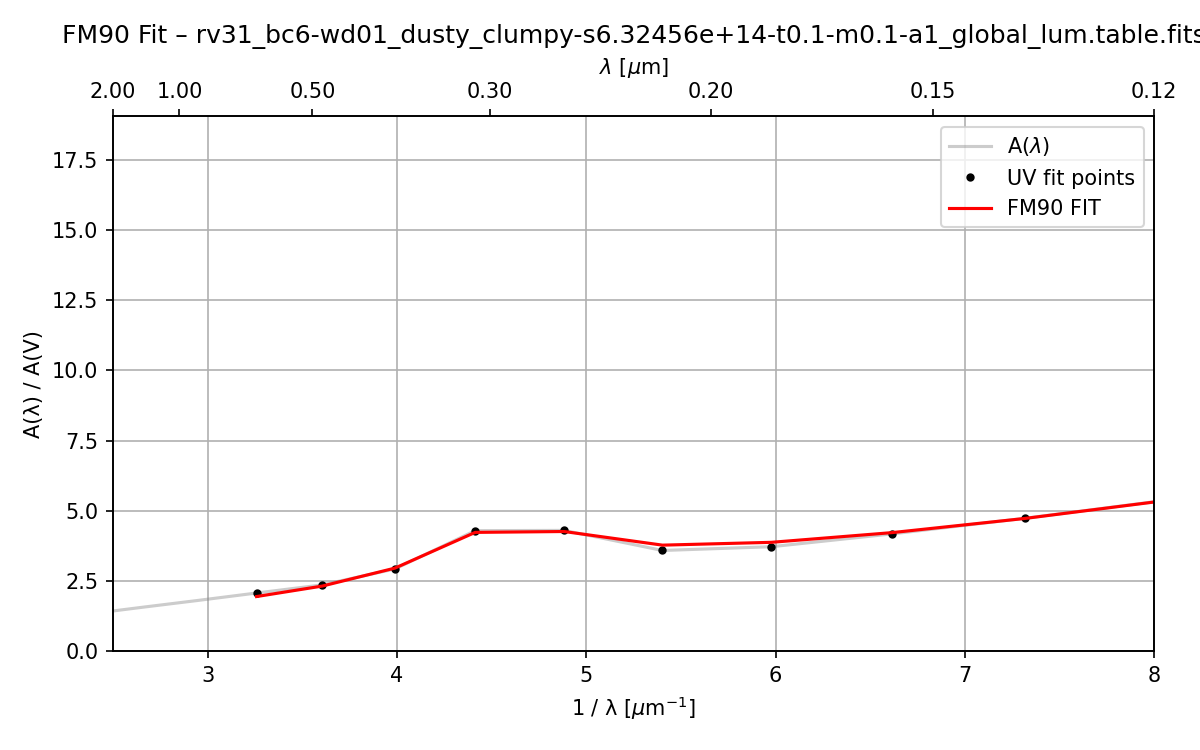 FM90 Fit – rv31_bc6-wd01_dusty_clumpy-s6.32456e+14-t0.1-m0.1-a1_global_lum.table.fits
λ [μm]
2.00 1.00 0.50 0.30 0.20 0.15 0.12
A(λ)
UV fit points
FM90 FIT
A(λ) / A(V)
17.5
15.0
12.5
10.0
7.5
5.0
2.5
0.0
3 4 5 6 7 8
1 / λ [μm⁻¹]